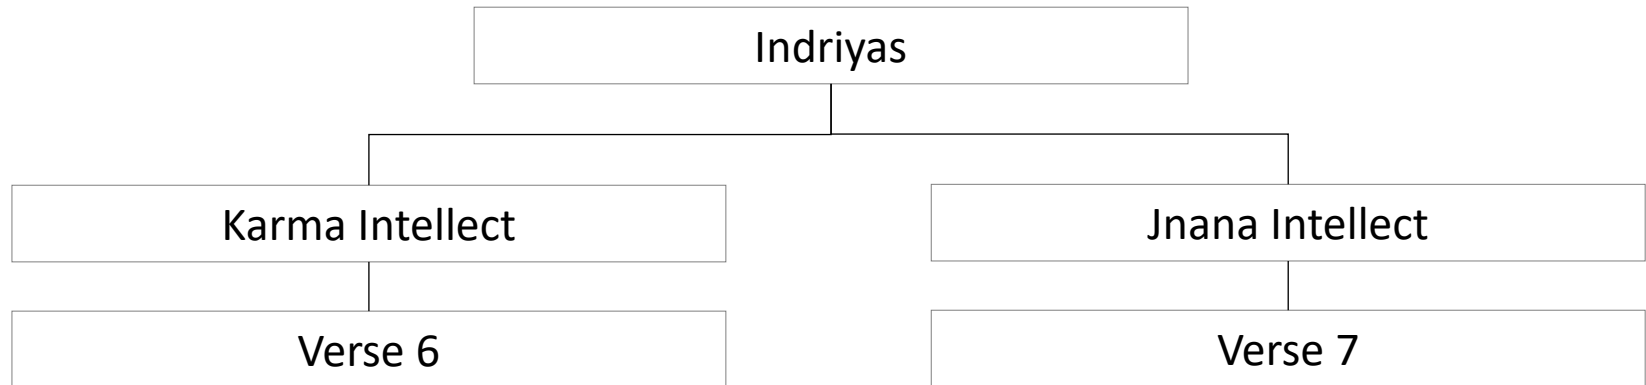 Indriyas
Karma Intellect
Jnana Intellect
Verse 6
Verse 7